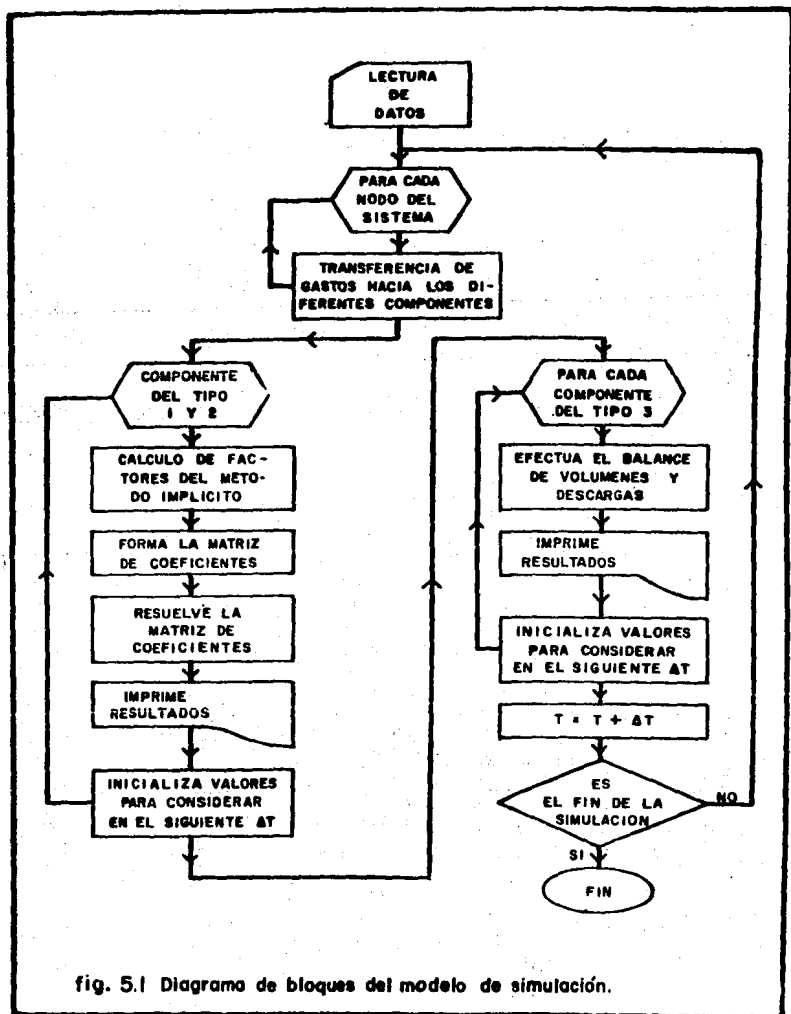 LECTURA
DE
DATOS
PARA CADA
NODO DEL
SISTEMA
TRANSFERENCIA DE
GASTOS HACIA LOS DI-
FERENTES COMPONENTES
COMPONENTE
DEL TIPO
1 Y 2
CALCULO DE FAC-
TORES DEL METO-
DO IMPLICITO
FORMA LA MATRIZ
DE COEFICIENTES
RESUELVE LA
MATRIZ DE
COEFICIENTES
IMPRIME
RESULTADOS
INICIALIZA VALORES
PARA CONSIDERAR
EN EL SIGUIENTE ΔT
PARA CADA
COMPONENTE
DEL TIPO 3
EFECTUA EL BALANCE
DE VOLUMENES Y
DESCARGAS
IMPRIME
RESULTADOS
INICIALIZA VALORES
PARA CONSIDERAR
EN EL SIGUIENTE ΔT
T = T + ΔT
ES
EL FIN DE LA
SIMULACION
NO
SI
FIN
fig. 5.1 Diagrama de bloques del modelo de simulación.